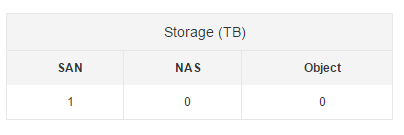 Storage (TB)
SAN NAS Object
1 0 0